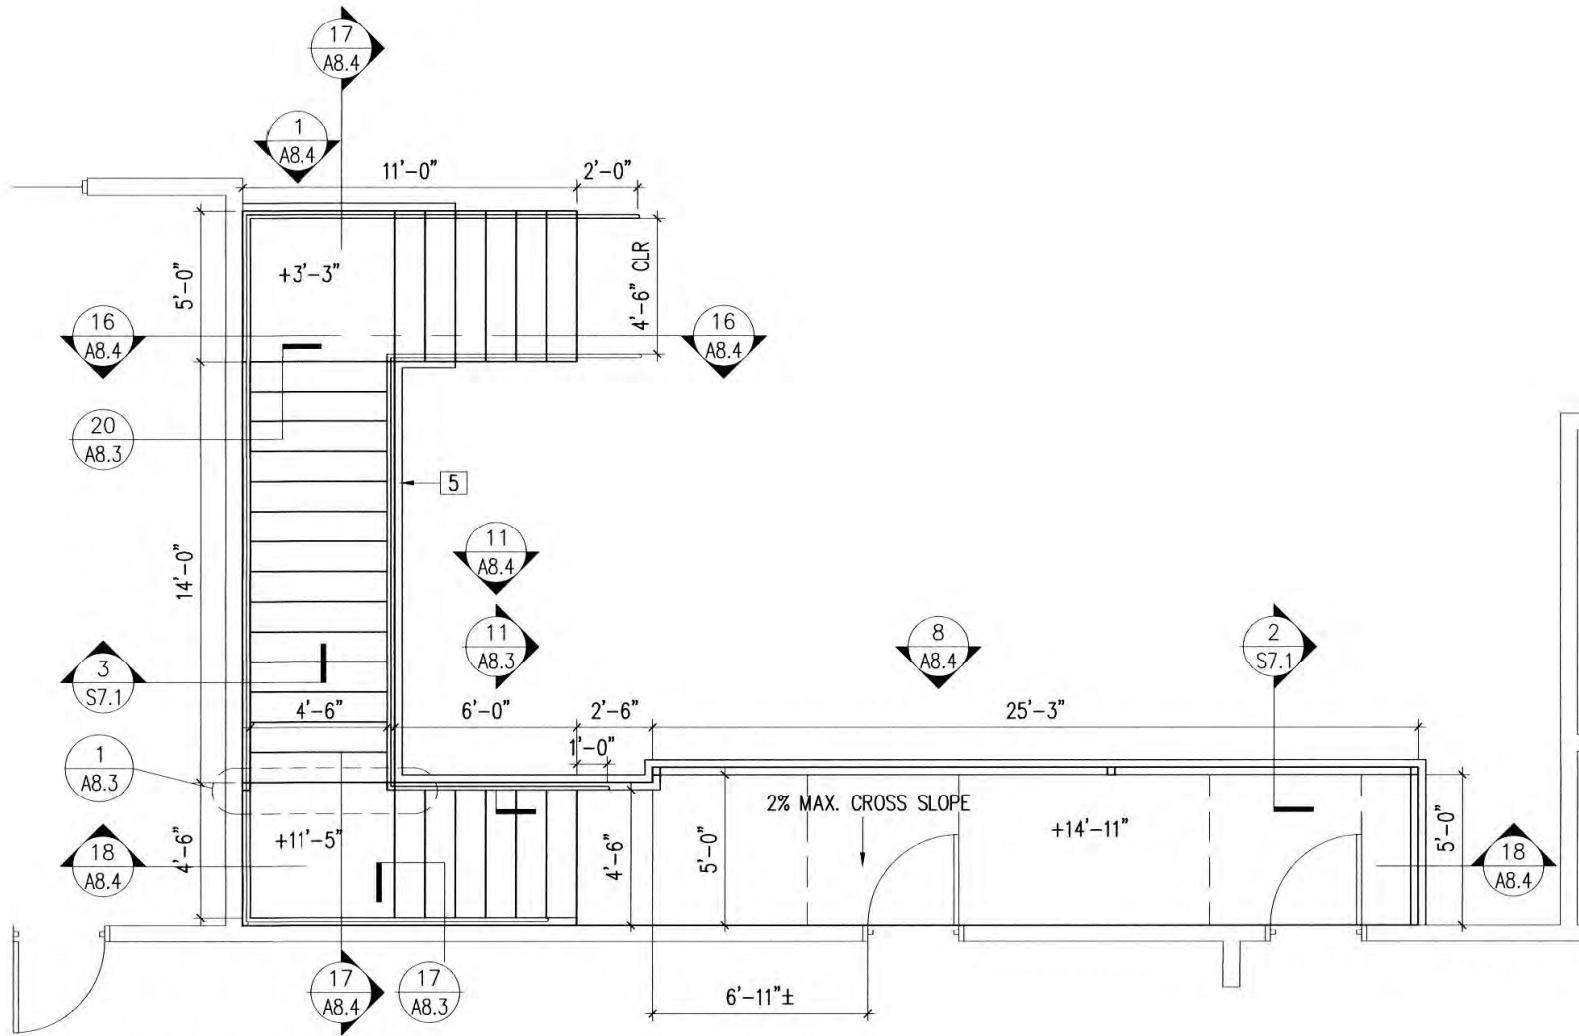 17
A8.4
1
A8.4
11'-0"
2'-0"
5'-0"
+3'-3"
4'-6" CLR
16
A8.4
16
A8.4
20
A8.3
5
14'-0"
11
A8.4
11
A8.3
8
A8.4
2
S7.1
3
S7.1
4'-6"
6'-0"
2'-6"
25'-3"
1'-0"
1
A8.3
2% MAX. CROSS SLOPE
+11'-5"
+14'-11"
4'-6"
4'-6"
5'-0"
5'-0"
18
A8.4
18
A8.4
17
A8.4
17
A8.3
6'-11"±